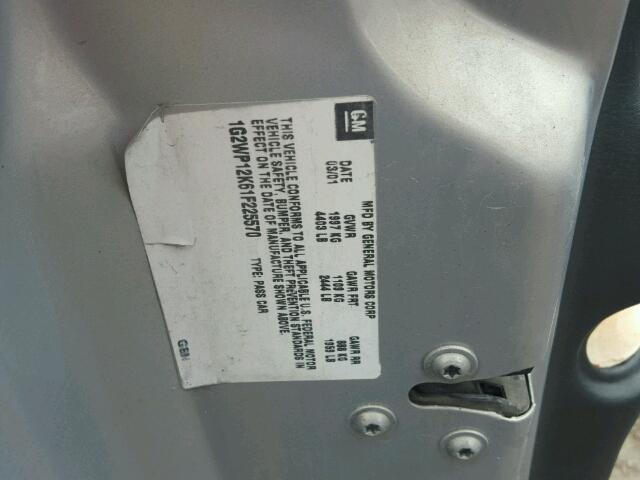 GM
MFD BY GENERAL MOTORS CORP
DATE GVWR GAWR FRT GAWR RR
03/01 1997 KG 1109 KG 888 KG
4403 LB 2444 LB 1959 LB
THIS VEHICLE CONFORMS TO ALL APPLICABLE U.S. FEDERAL MOTOR
VEHICLE SAFETY, BUMPER, AND THEFT PREVENTION STANDARDS IN
EFFECT ON THE DATE OF MANUFACTURE SHOWN ABOVE.
1G2WP12K61F225570 TYPE: PASS CAR